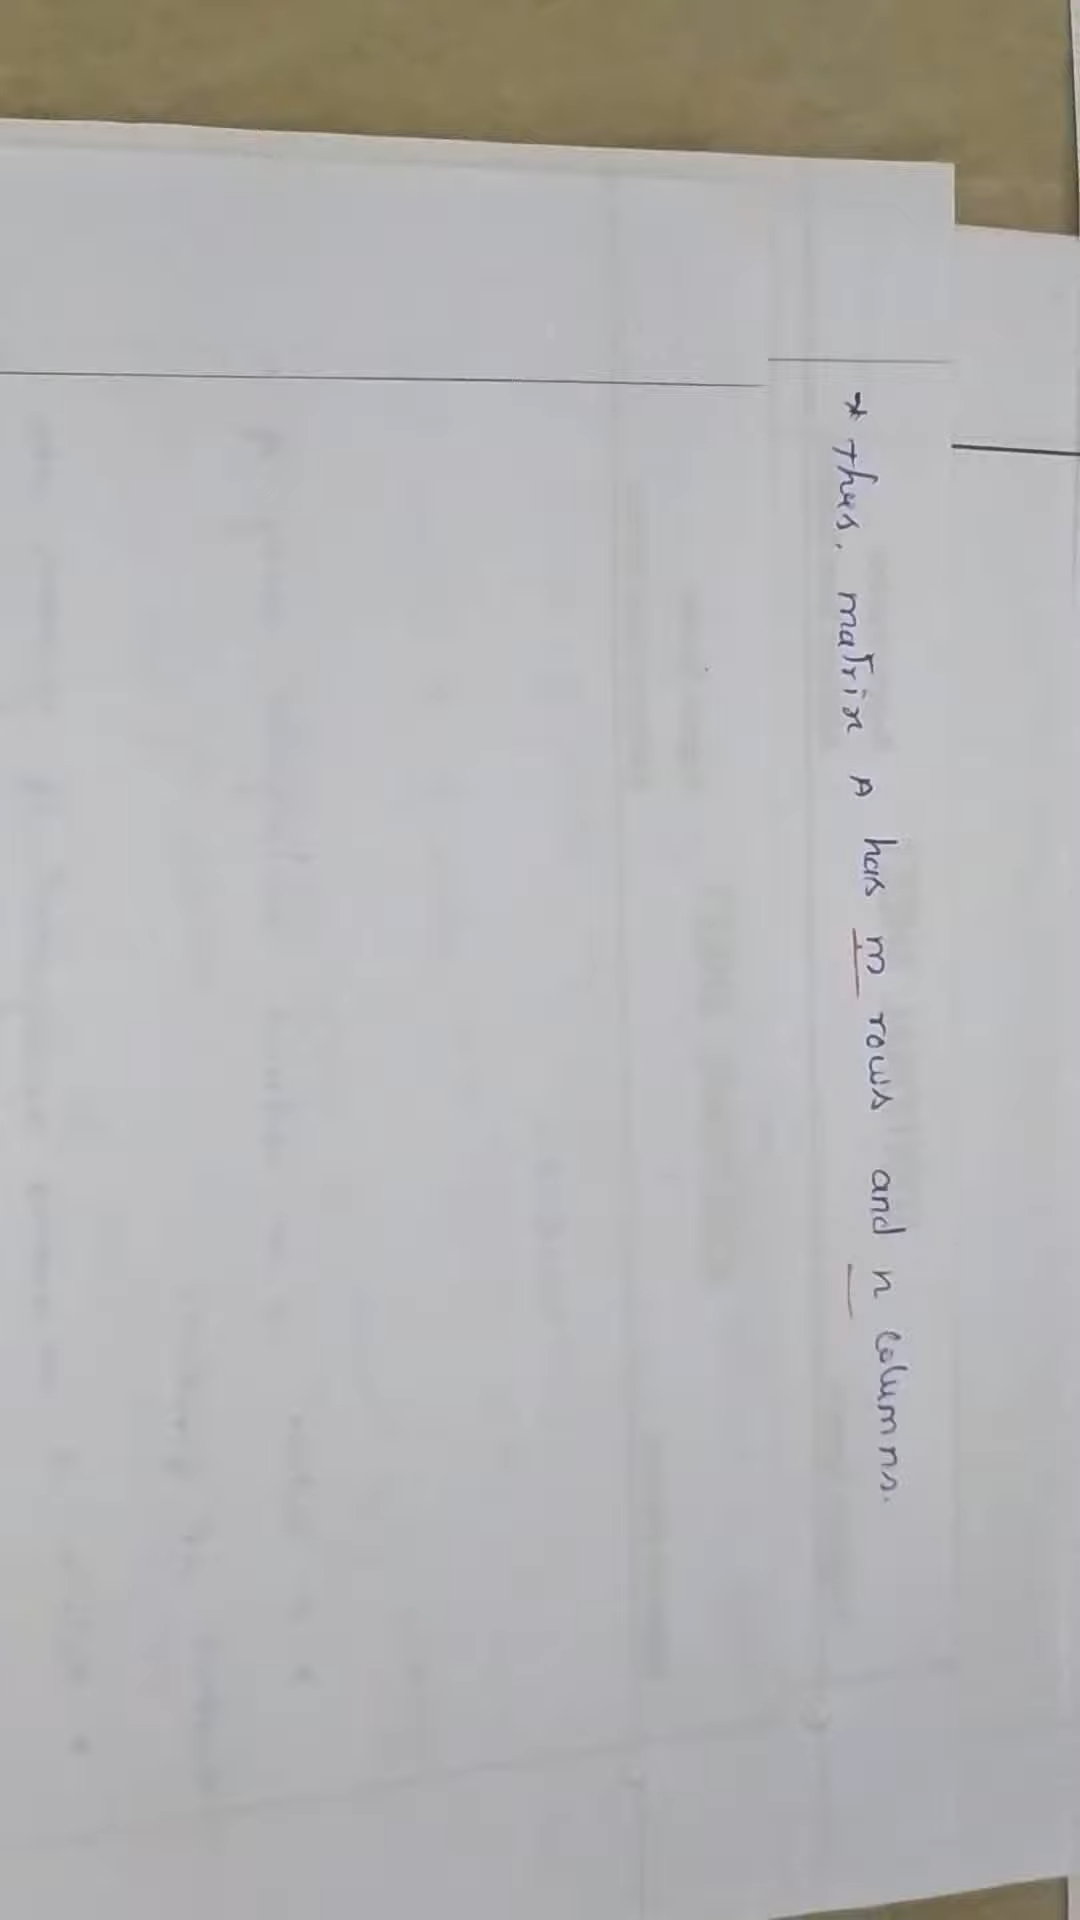 * Thus, matrix A has m rows and n columns.